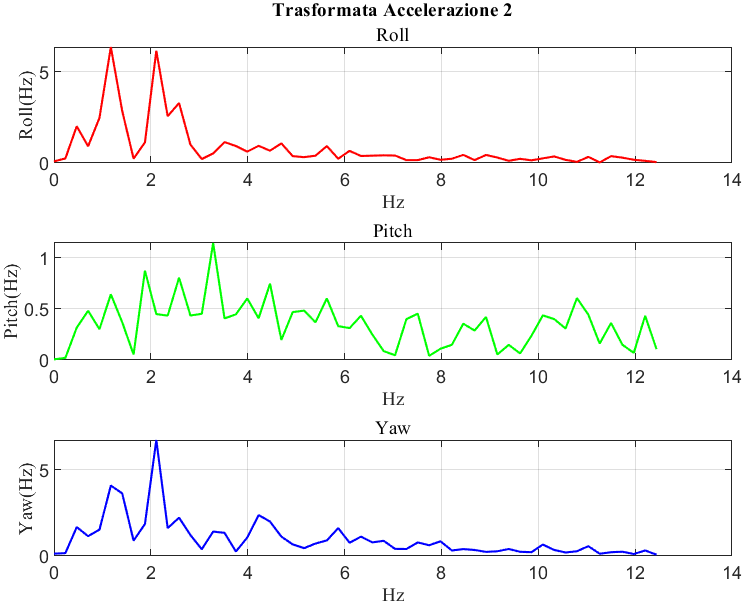 Trasformata Accelerazione 2
Roll
Roll(Hz)
5
0
0 2 4 6 8 10 12 14
Hz
Pitch
Pitch(Hz)
1
0.5
0
0 2 4 6 8 10 12 14
Hz
Yaw
Yaw(Hz)
5
0
0 2 4 6 8 10 12 14
Hz